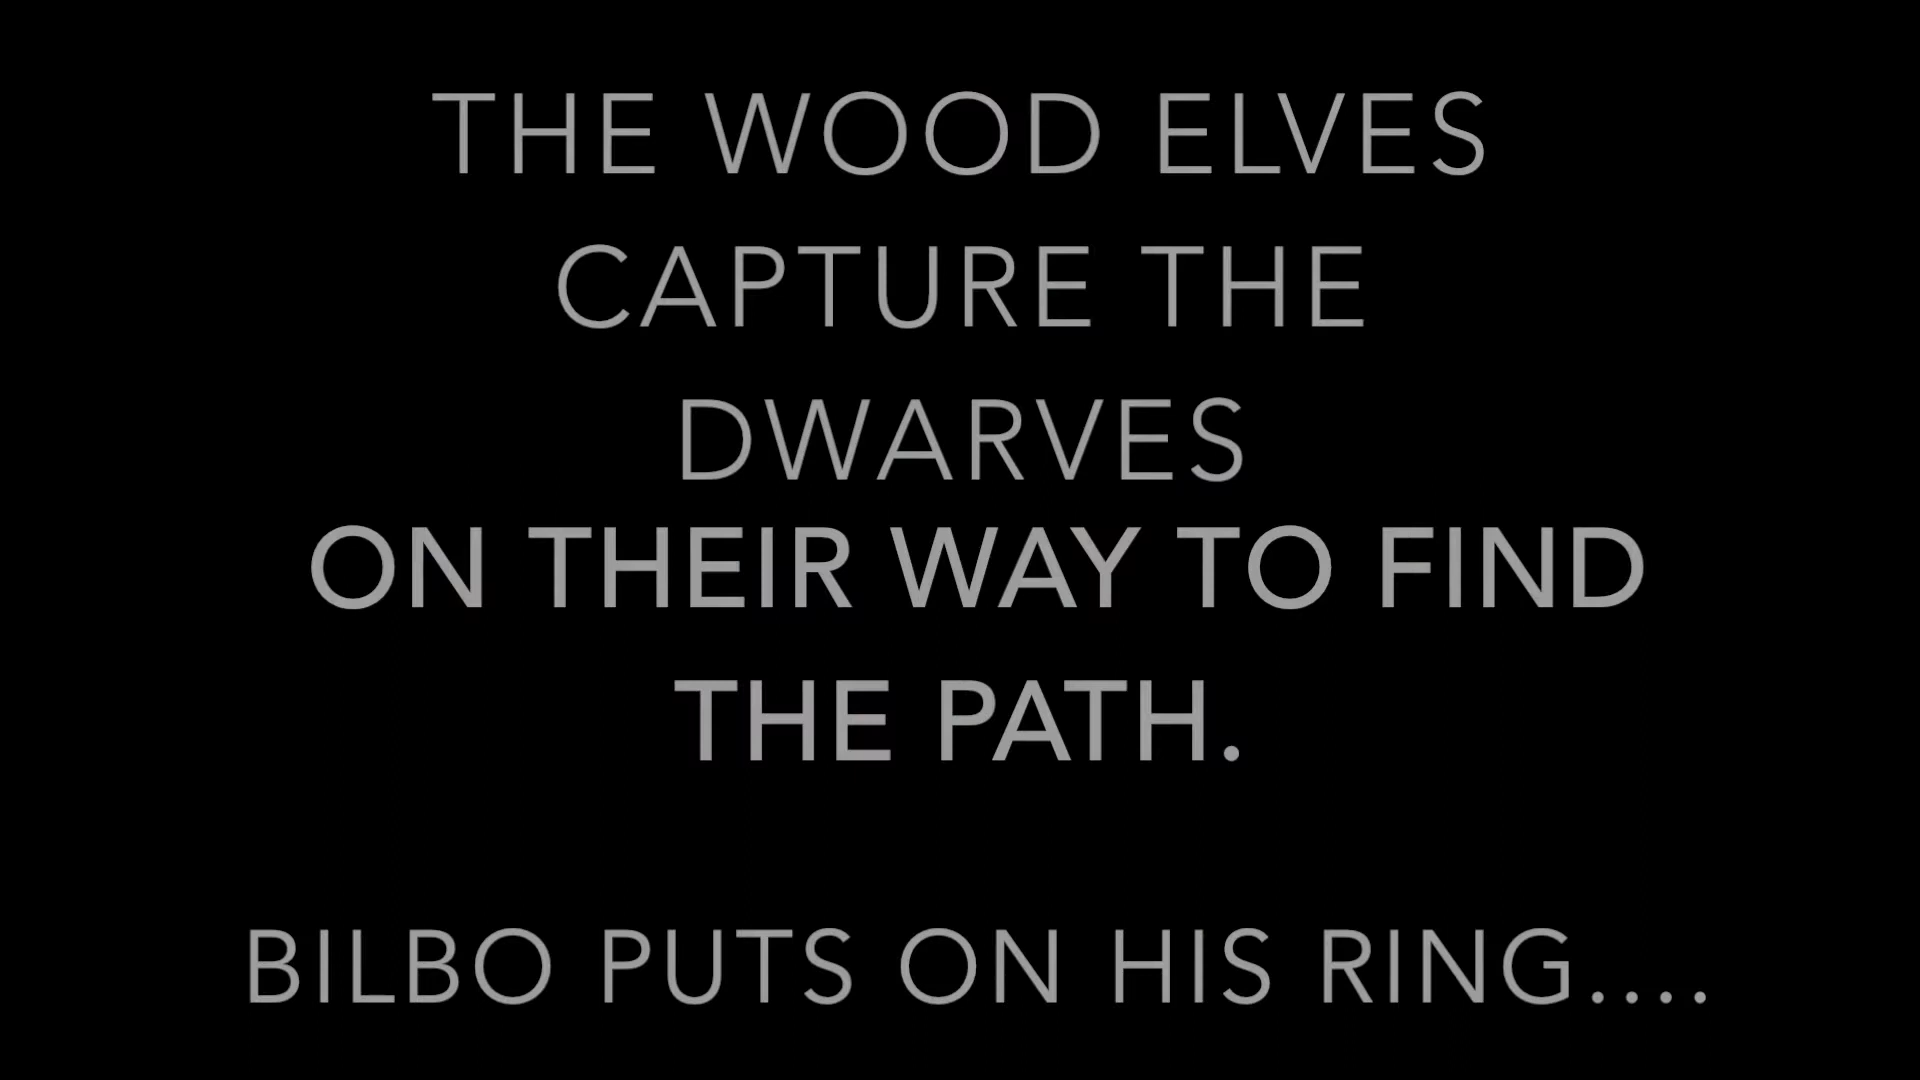 THE WOOD ELVES
CAPTURE THE
DWARVES
ON THEIR WAY TO FIND
THE PATH.
BILBO PUTS ON HIS RING....